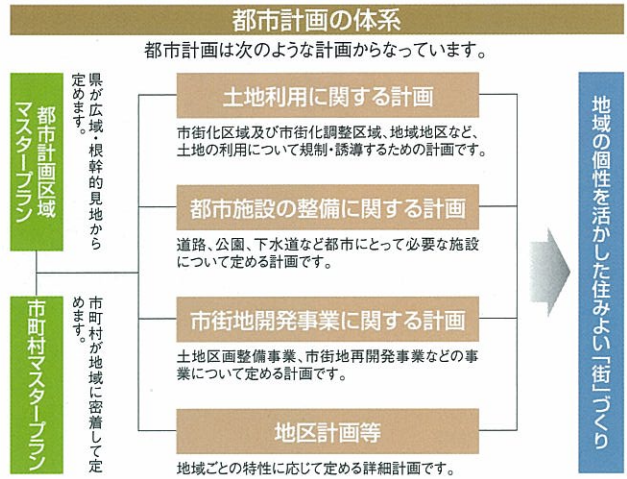 都市計画の体系
都市計画は次のような計画からなっています。
都市計画区域
マスタープラン
県が広域・根幹的見地から
定めます。
市町村マスタープラン
市町村が地域に密着して定
めます。
土地利用に関する計画
市街化区域及び市街化調整区域、地域地区など、
土地の利用について規制・誘導するための計画です。
都市施設の整備に関する計画
道路、公園、下水道など都市にとって必要な施設
について定める計画です。
市街地開発事業に関する計画
土地区画整備事業、市街地再開発事業などの事
業について定める計画です。
地区計画等
地域ごとの特性に応じて定める詳細計画です。
地域の個性を活かした住みよい「街」づくり